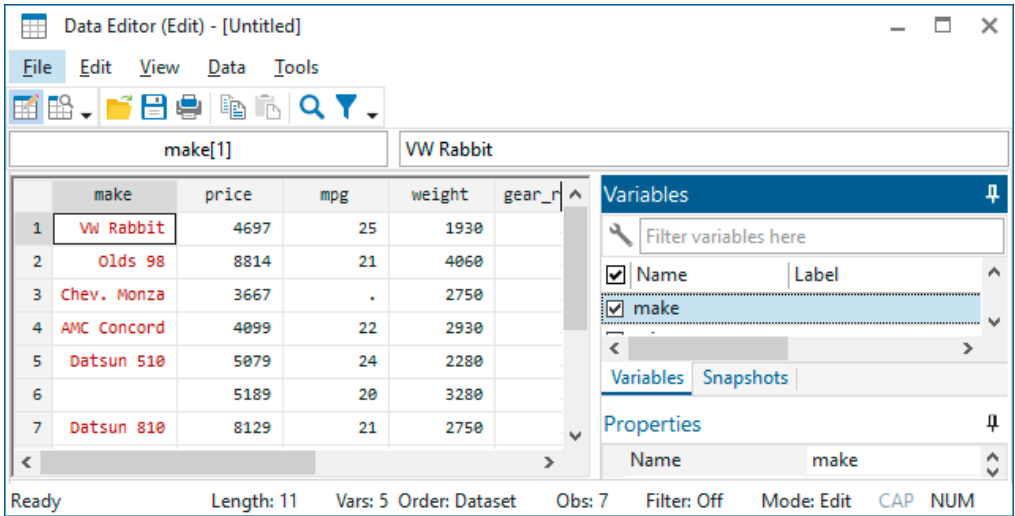 Data Editor (Edit) - [Untitled]
File Edit View Data Tools
make[1] VW Rabbit
make price mpg weight gear_r
1 VW Rabbit 4697 25 1930
2 Olds 98 8814 21 4060
3 Chev. Monza 3667 . 2750
4 AMC Concord 4099 22 2930
5 Datsun 510 5079 24 2280
6 5189 20 3280
7 Datsun 810 8129 21 2750
Variables
Filter variables here
Name Label
make
Variables Snapshots
Properties
Name make
Ready Length: 11 Vars: 5 Order: Dataset Obs: 7 Filter: Off Mode: Edit CAP NUM